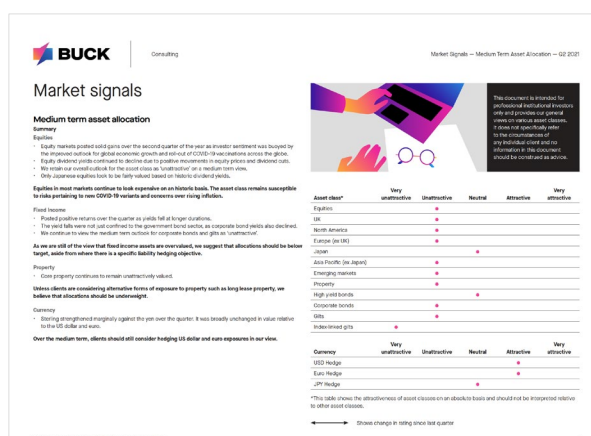 BUCK
Consulting
Market Signals — Medium Term Asset Allocation — Q2 2021
Market signals
Medium term asset allocation
Summary
Equities
· Equity markets posted solid gains over the second quarter of the year as investor sentiment was buoyed by
the improved outlook for global economic growth and roll-out of COVID-19 vaccinations across the globe.
· Equity dividend yields continued to decline due to positive movements in equity prices and dividend cuts.
· We retain our overall outlook for the asset class as 'unattractive' on a medium term view.
· Only Japanese equities look to be fairly valued based on historic dividend yields.
Equities in most markets continue to look expensive on an historic basis. The asset class remains susceptible
to risks pertaining to new COVID-19 variants and concerns over rising inflation.
Fixed Income
· Posted positive returns over the quarter as yields fell at longer durations.
· The yield falls were not just confined to the government bond sector, as corporate bond yields also declined.
· We continue to view the medium term outlook for corporate bonds and gilts as 'unattractive'.
As we are still of the view that fixed income assets are overvalued, we suggest that allocations should be below
target, aside from where there is a specific liability hedging objective.
Property
· Core property continues to remain unattractively valued.
Unless clients are considering alternative forms of exposure to property such as long lease property, we
believe that allocations should be underweight.
Currency
· Sterling strengthened marginally against the yen over the quarter. It was broadly unchanged in value relative
to the US dollar and euro.
Over the medium term, clients should still consider hedging US dollar and euro exposures in our view.
This document is intended for
professional institutional investors
only and provides our general
views on various asset classes.
It does not specifically refer
to the circumstances of
any individual client and no
information in this document
should be construed as advice.
Asset class* Very unattractive Unattractive Neutral Attractive Very attractive
Equities
UK
North America
Europe (ex UK)
Japan
Asia Pacific (ex Japan)
Emerging markets
Property
High yield bonds
Corporate bonds
Gilts
Index-linked gilts
Currency Very unattractive Unattractive Neutral Attractive Very attractive
USD Hedge
Euro Hedge
JPY Hedge
*This table shows the attractiveness of asset classes on an absolute basis and should not be interpreted relative
to other asset classes.
Shows change in rating since last quarter